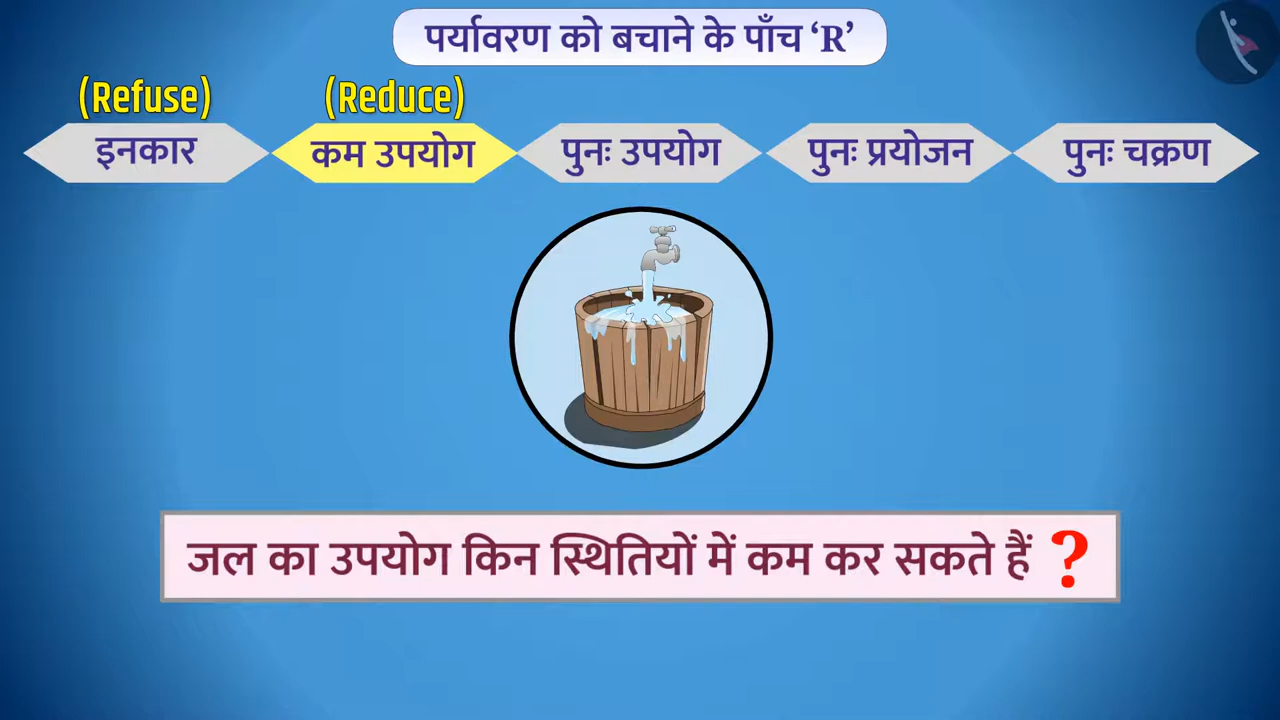 पर्यावरण को बचाने के पाँच ‘R’
(Refuse) (Reduce)
इनकार कम उपयोग पुनः उपयोग पुनः प्रयोजन पुनः चक्रण
जल का उपयोग किन स्थितियों में कम कर सकते हैं ?